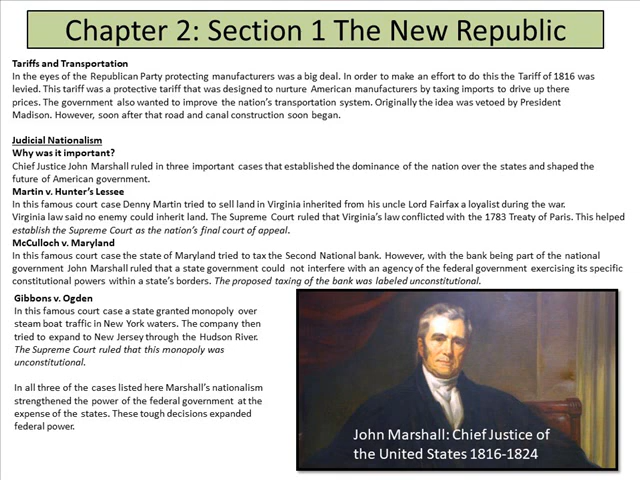 Chapter 2: Section 1 The New Republic
Tariffs and Transportation
In the eyes of the Republican Party protecting manufacturers was a big deal. In order to make an effort to do this the Tariff of 1816 was
levied. This tariff was a protective tariff that was designed to nurture American manufacturers by taxing imports to drive up there
prices. The government also wanted to improve the nation's transportation system. Originally the idea was vetoed by President
Madison. However, soon after that road and canal construction soon began.
Judicial Nationalism
Why was it important?
Chief Justice John Marshall ruled in three important cases that established the dominance of the nation over the states and shaped the
future of American government.
Martin v. Hunter's Lessee
In this famous court case Denny Martin tried to sell land in Virginia inherited from his uncle Lord Fairfax a loyalist during the war.
Virginia law said no enemy could inherit land. The Supreme Court ruled that Virginia's law conflicted with the 1783 Treaty of Paris. This helped
establish the Supreme Court as the nation's final court of appeal.
McCulloch v. Maryland
In this famous court case the state of Maryland tried to tax the Second National bank. However, with the bank being part of the national
government John Marshall ruled that a state government could not interfere with an agency of the federal government exercising its specific
constitutional powers within a state's borders. The proposed taxing of the bank was labeled unconstitutional.
Gibbons v. Ogden
In this famous court case a state granted monopoly over
steam boat traffic in New York waters. The company then
tried to expand to New Jersey through the Hudson River.
The Supreme Court ruled that this monopoly was
unconstitutional.
In all three of the cases listed here Marshall's nationalism
strengthened the power of the federal government at the
expense of the states. These tough decisions expanded
federal power.
John Marshall: Chief Justice of
the United States 1816-1824